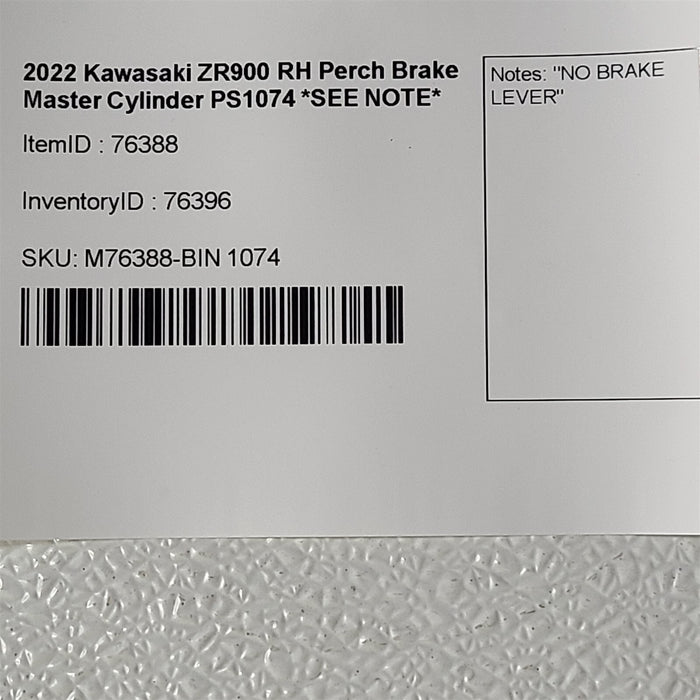 2022 Kawasaki ZR900 RH Perch Brake
Master Cylinder PS1074 *SEE NOTE*
ItemID : 76388
InventoryID : 76396
SKU: M76388-BIN 1074
Notes: "NO BRAKE
LEVER"